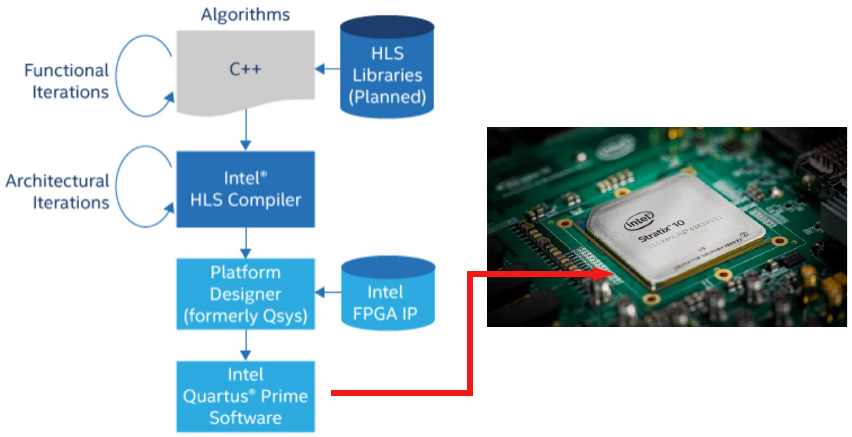 Algorithms
C++
HLS
Libraries
(Planned)
Functional
Iterations
Intel®
HLS Compiler
Architectural
Iterations
Platform
Designer
(formerly Qsys)
Intel
FPGA IP
Intel
Quartus® Prime
Software
intel
Stratix® 10